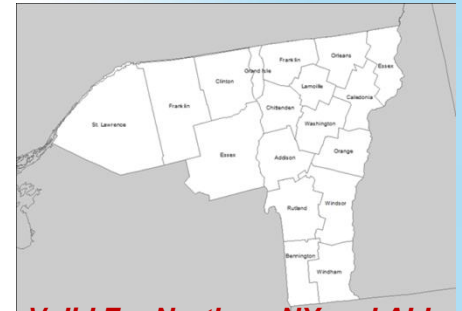 Orleans
Franklin
Essex
Clinton
Grand Isle
Lamoille
Franklin
Caledonia
Chittenden
St. Lawrence
Washington
Orange
Essex
Addison
Windsor
Rutland
Bennington
Windham